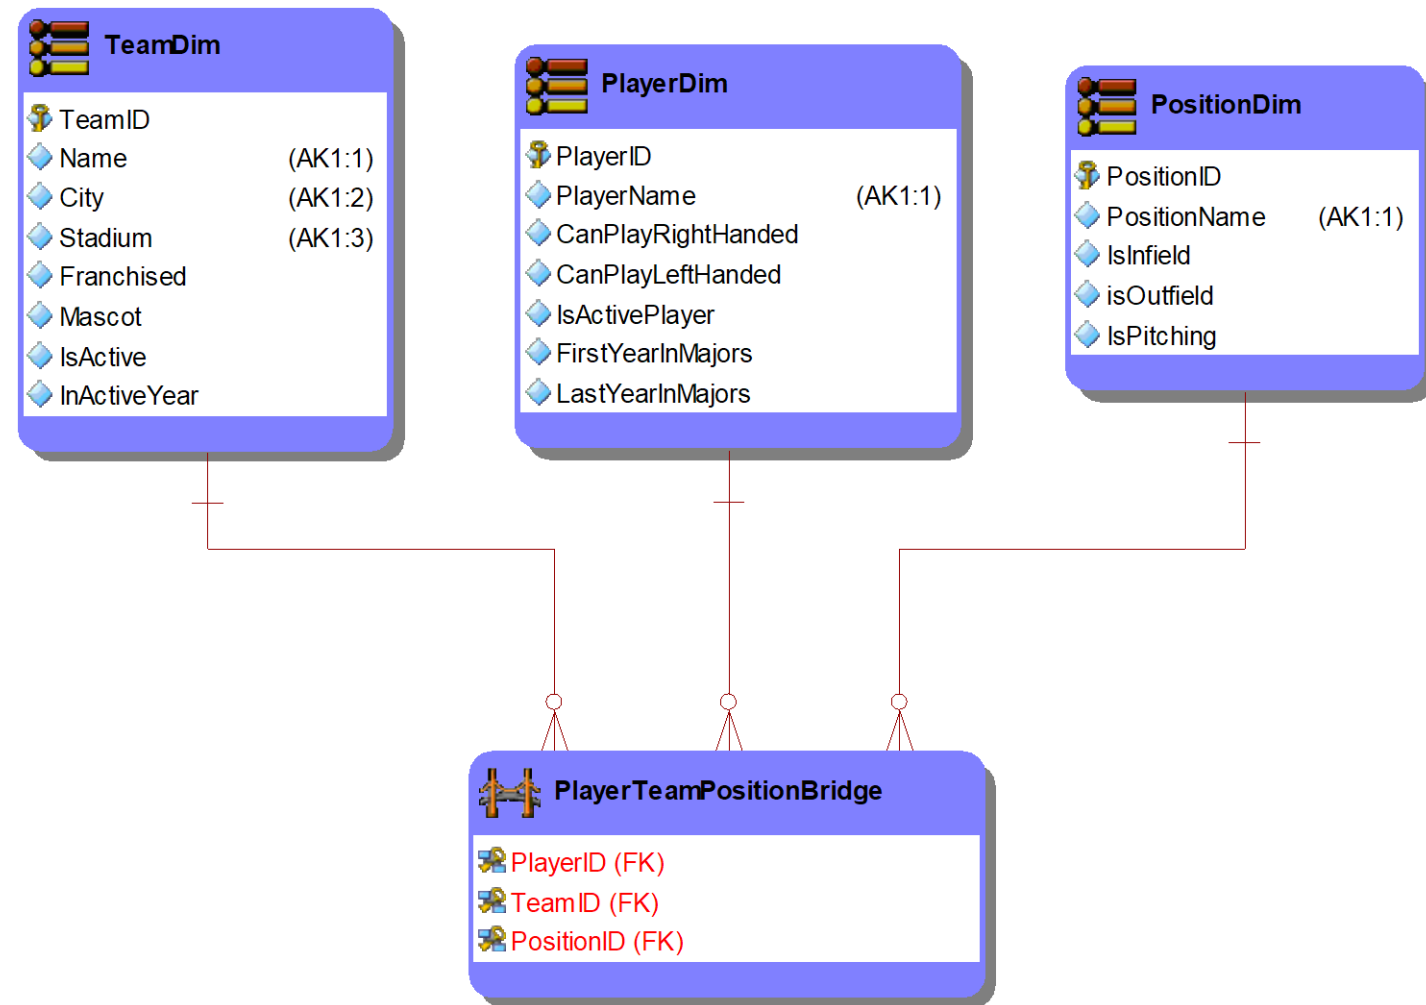 TeamDim
TeamID
Name (AK1:1)
City (AK1:2)
Stadium (AK1:3)
Franchised
Mascot
IsActive
InActiveYear
PlayerDim
PlayerID
PlayerName (AK1:1)
CanPlayRightHanded
CanPlayLeftHanded
IsActivePlayer
FirstYearInMajors
LastYearInMajors
PositionDim
PositionID
PositionName (AK1:1)
IsInfield
isOutfield
IsPitching
PlayerTeamPositionBridge
PlayerID (FK)
TeamID (FK)
PositionID (FK)